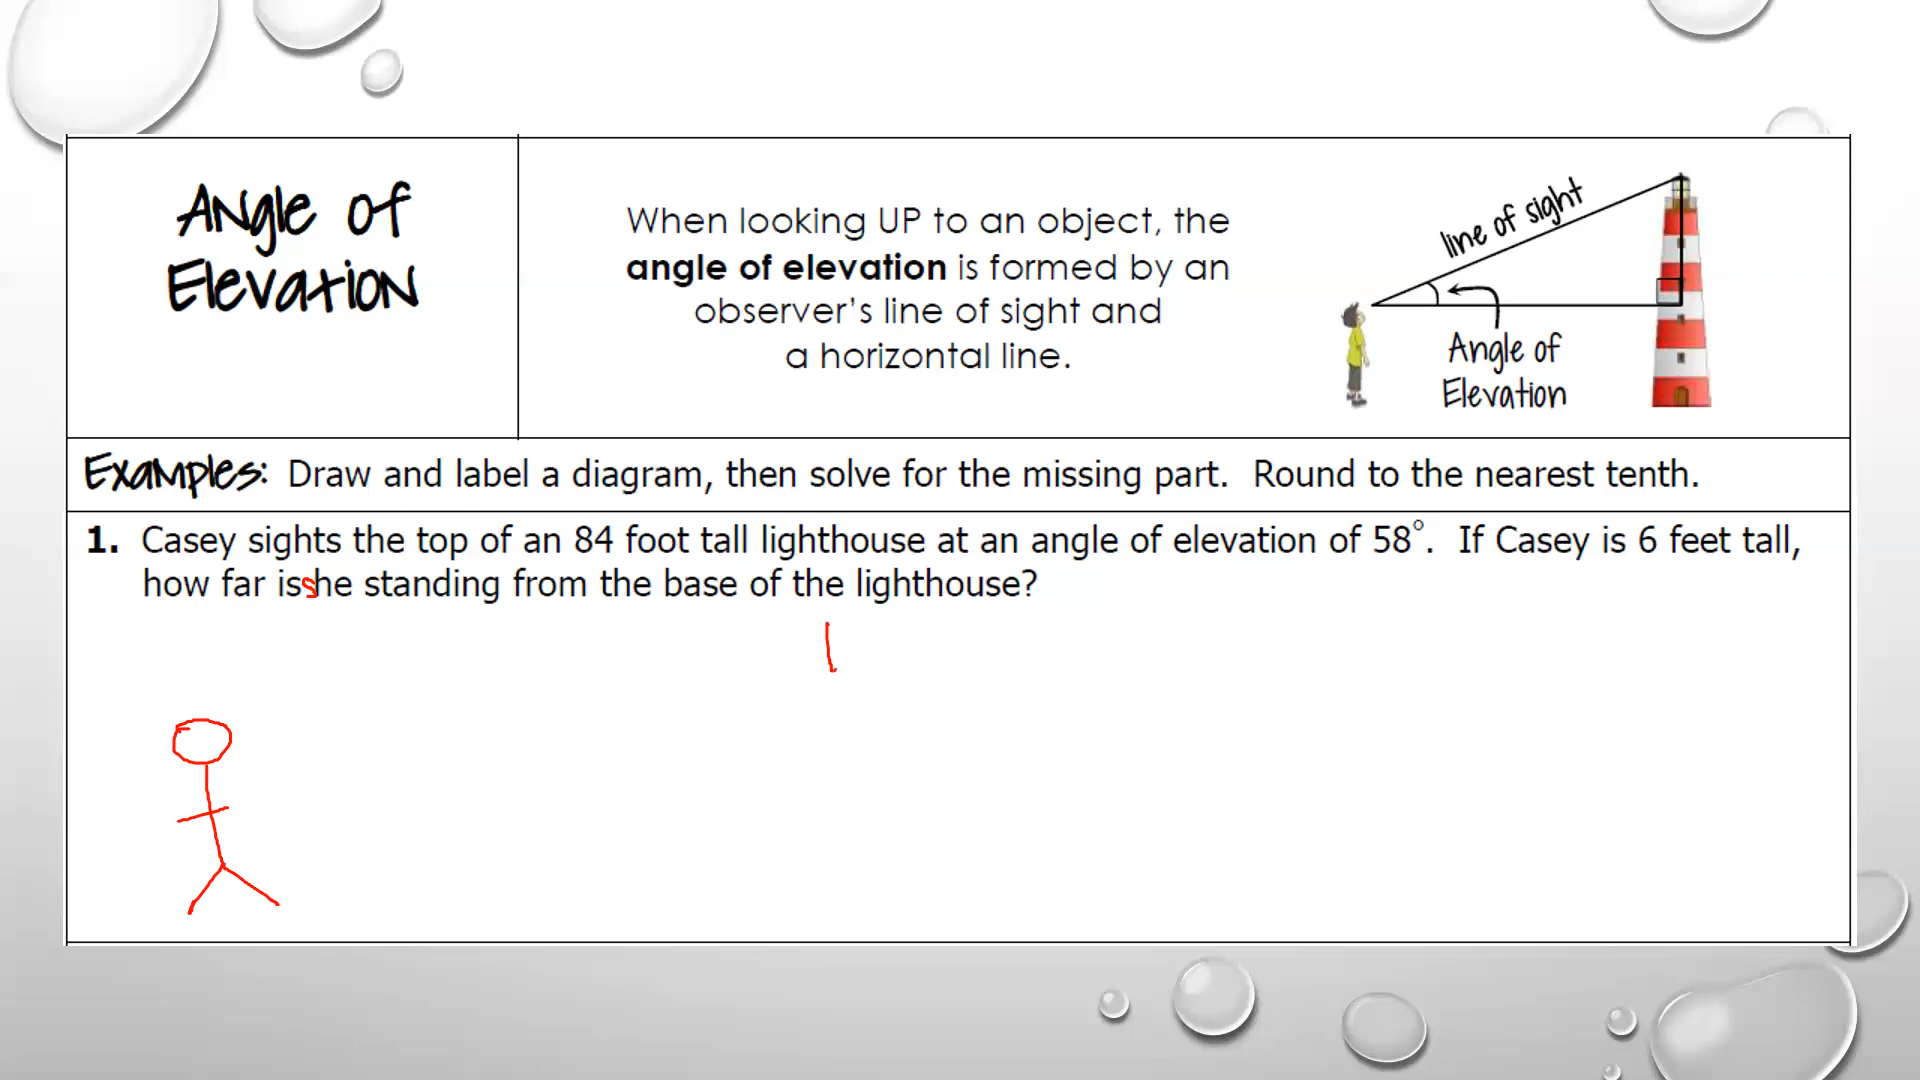 Angle of
Elevation
When looking UP to an object, the
angle of elevation is formed by an
observer's line of sight and
a horizontal line.
line of sight
Angle of
Elevation
Examples: Draw and label a diagram, then solve for the missing part. Round to the nearest tenth.
1. Casey sights the top of an 84 foot tall lighthouse at an angle of elevation of 58°. If Casey is 6 feet tall,
how far is she standing from the base of the lighthouse?